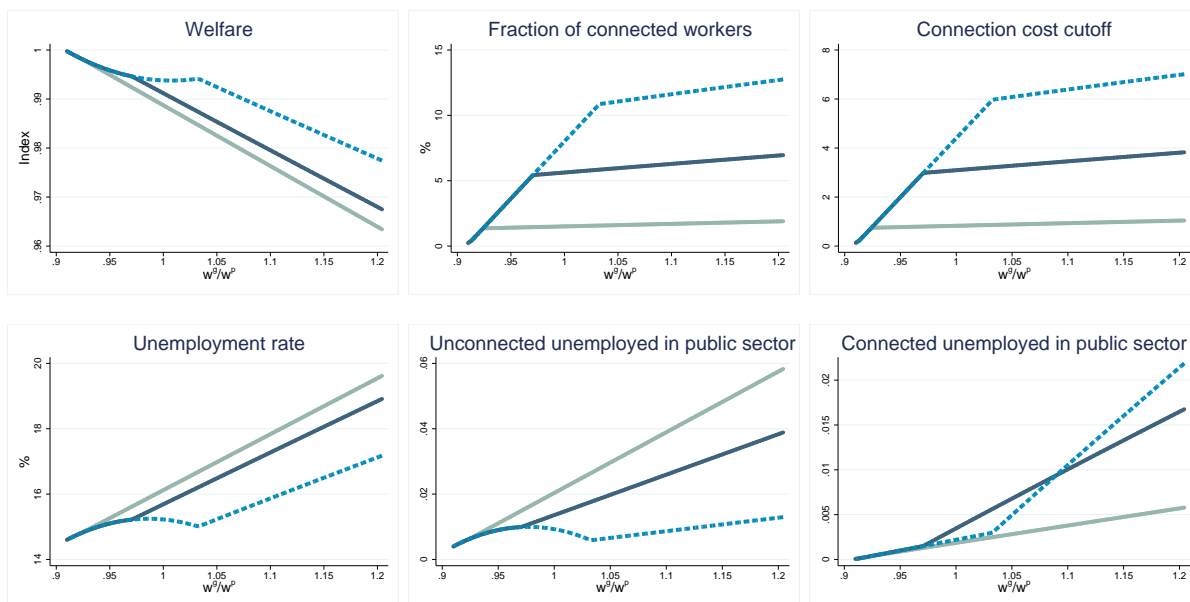 Welfare
Index
1
.99
.98
.97
.96
.9 .95 1 1.05 1.1 1.15 1.2
w^g/w^p
Fraction of connected workers
%
15
10
5
0
.9 .95 1 1.05 1.1 1.15 1.2
w^g/w^p
Connection cost cutoff
8
6
4
2
0
.9 .95 1 1.05 1.1 1.15 1.2
w^g/w^p
Unemployment rate
%
20
18
16
14
.9 .95 1 1.05 1.1 1.15 1.2
w^g/w^p
Unconnected unemployed in public sector
.06
.04
.02
0
.9 .95 1 1.05 1.1 1.15 1.2
w^g/w^p
Connected unemployed in public sector
.02
.015
.01
.005
0
.9 .95 1 1.05 1.1 1.15 1.2
w^g/w^p